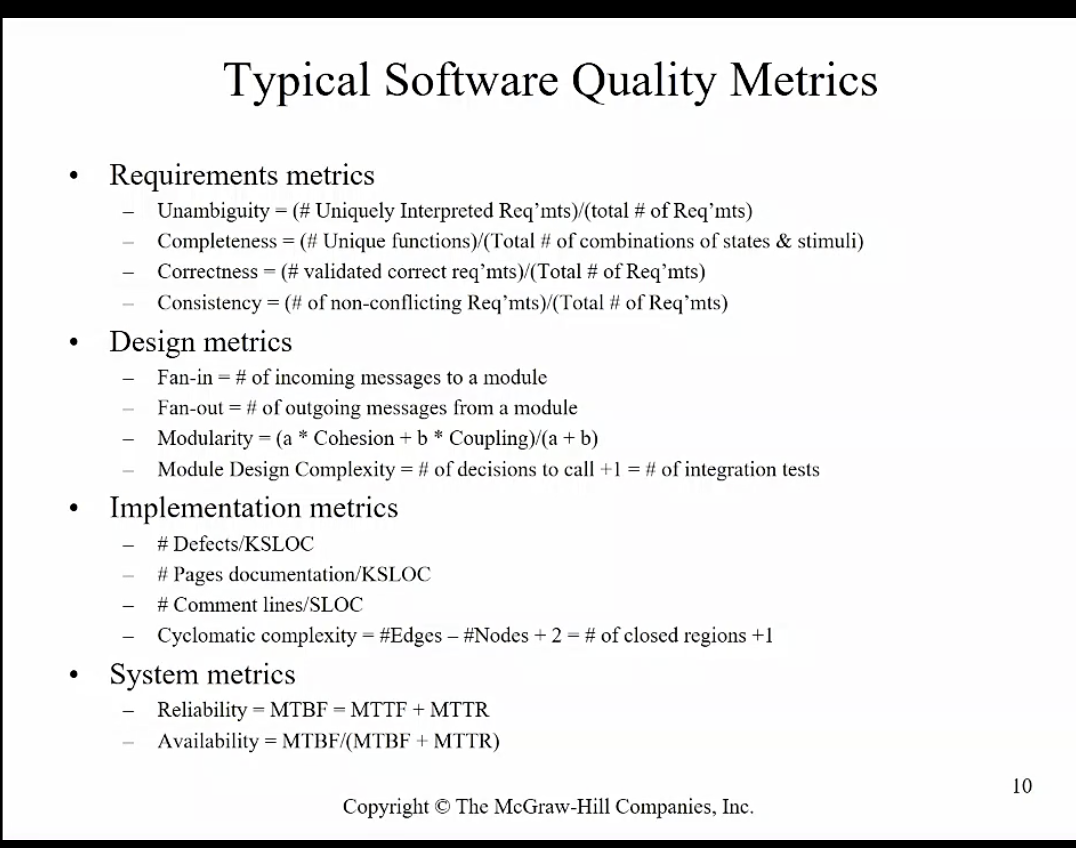 Typical Software Quality Metrics
• Requirements metrics
– Unambiguity = (# Uniquely Interpreted Req’mts)/(total # of Req’mts)
– Completeness = (# Unique functions)/(Total # of combinations of states & stimuli)
– Correctness = (# validated correct req’mts)/(Total # of Req’mts)
– Consistency = (# of non-conflicting Req’mts)/(Total # of Req’mts)
• Design metrics
– Fan-in = # of incoming messages to a module
– Fan-out = # of outgoing messages from a module
– Modularity = (a * Cohesion + b * Coupling)/(a + b)
– Module Design Complexity = # of decisions to call +1 = # of integration tests
• Implementation metrics
– # Defects/KSLOC
– # Pages documentation/KSLOC
– # Comment lines/SLOC
– Cyclomatic complexity = #Edges – #Nodes + 2 = # of closed regions +1
• System metrics
– Reliability = MTBF = MTTF + MTTR
– Availability = MTBF/(MTBF + MTTR)
10
Copyright © The McGraw-Hill Companies, Inc.